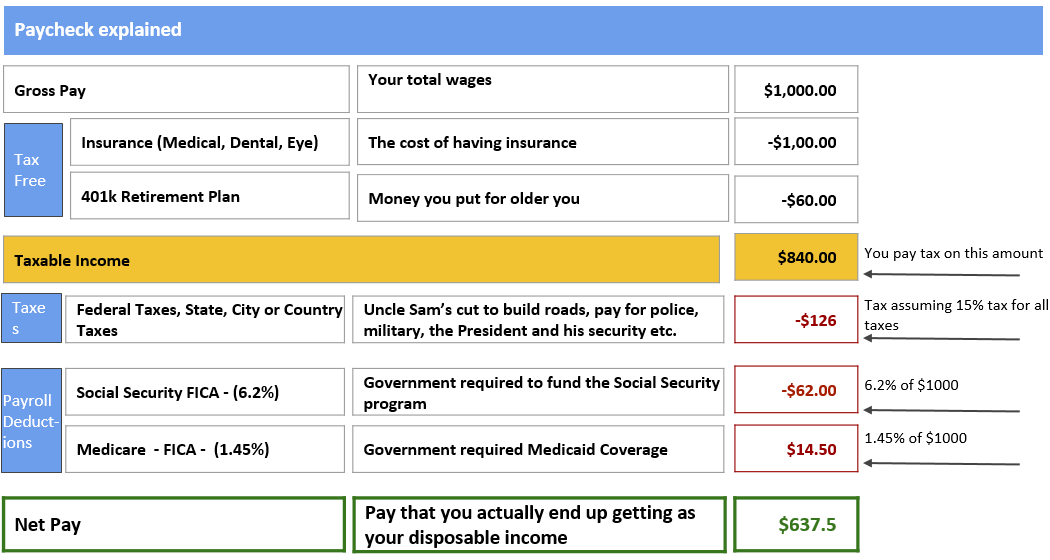 Paycheck explained
Gross Pay
Your total wages
$1,000.00
Tax
Free
Insurance (Medical, Dental, Eye)
The cost of having insurance
-$1,00.00
401k Retirement Plan
Money you put for older you
-$60.00
Taxable Income
$840.00
You pay tax on this amount
Taxe
s
Federal Taxes, State, City or Country
Taxes
Uncle Sam’s cut to build roads, pay for police,
military, the President and his security etc.
-$126
Tax assuming 15% tax for all
taxes
Payroll
Deduct-
ions
Social Security FICA - (6.2%)
Government required to fund the Social Security
program
-$62.00
6.2% of $1000
Medicare - FICA - (1.45%)
Government required Medicaid Coverage
$14.50
1.45% of $1000
Net Pay
Pay that you actually end up getting as
your disposable income
$637.5